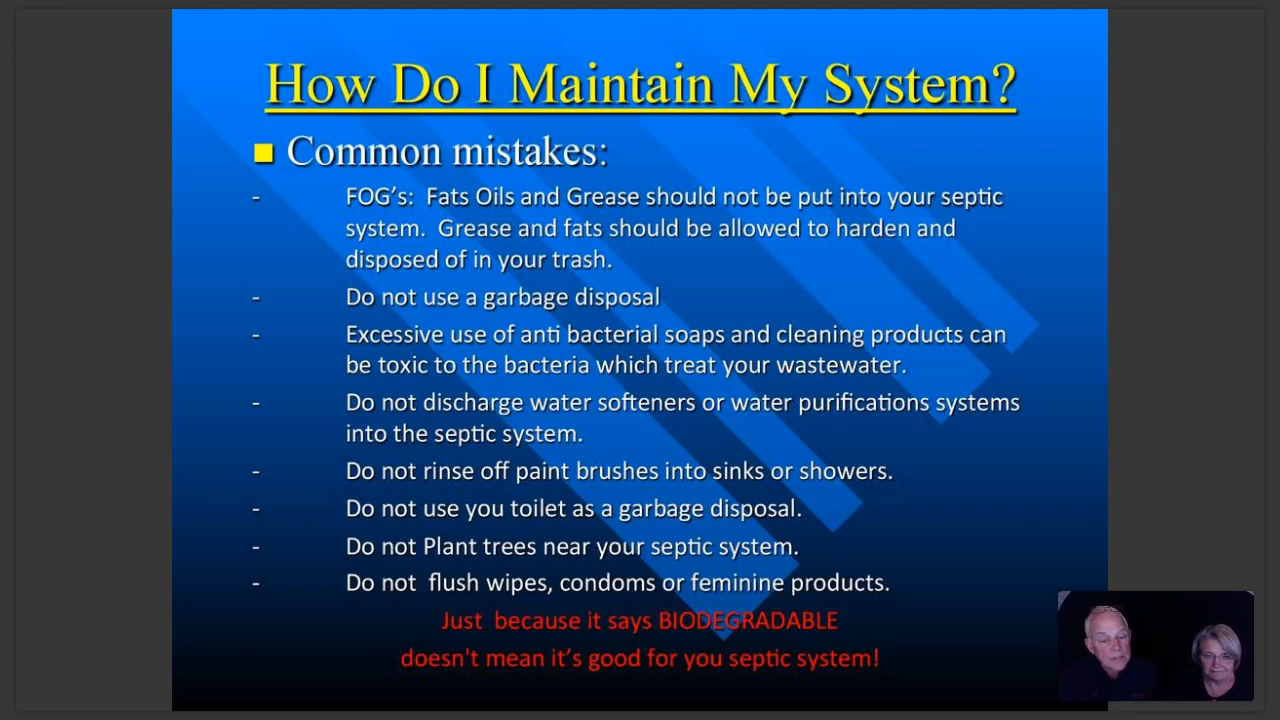 How Do I Maintain My System?
Common mistakes:
- FOG’s: Fats Oils and Grease should not be put into your septic
system. Grease and fats should be allowed to harden and
disposed of in your trash.
- Do not use a garbage disposal
- Excessive use of anti bacterial soaps and cleaning products can
be toxic to the bacteria which treat your wastewater.
- Do not discharge water softeners or water purifications systems
into the septic system.
- Do not rinse off paint brushes into sinks or showers.
- Do not use you toilet as a garbage disposal.
- Do not Plant trees near your septic system.
- Do not flush wipes, condoms or feminine products.
Just because it says BIODEGRADABLE
doesn't mean it’s good for you septic system!